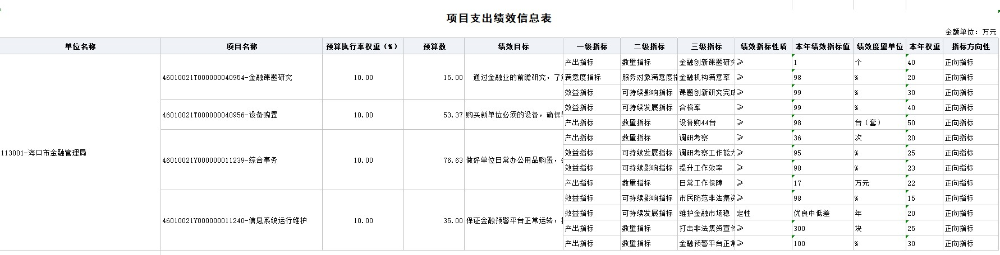 项目支出绩效信息表
金额单位：万元
单位名称 项目名称 预算执行率权重（%） 预算数 绩效目标 一级指标 二级指标 三级指标 绩效指标性质 本年绩效指标值 绩效度量单位 本年权重 指标方向性
113001-海口市金融管理局
46010021T000000040954-金融课题研究 10.00 15.00 通过金融业的前瞻研究，了
产出指标 数量指标 金融创新课题研究 ≥ 1 个 40 正向指标
满意度指标 服务对象满意度 金融机构满意率 ≥ 98 % 20 正向指标
效益指标 可持续影响指标 课题创新研究完成 ≥ 99 % 30 正向指标
46010021T000000040956-设备购置 10.00 53.37 购买新单位必须的设备，确保
效益指标 可持续发展指标 合格率 ≥ 99 % 40 正向指标
产出指标 数量指标 设备购44台 ≥ 98 台（套） 50 正向指标
46010021Y000000011239-综合事务 10.00 76.63 做好单位日常办公用品购置，
产出指标 数量指标 调研考察 ≥ 36 次 20 正向指标
效益指标 可持续发展指标 调研考察工作能力 ≥ 95 % 25 正向指标
效益指标 可持续影响指标 提升工作效率 ≥ 98 % 23 正向指标
产出指标 数量指标 日常工作保障 ≥ 17 万元 22 正向指标
46010021Y000000011240-信息系统运行维护 10.00 35.00 保证金融预警平台正常运转，
效益指标 可持续影响指标 市民防范非法集资 ≥ 98 % 15 正向指标
效益指标 可持续发展指标 维护金融市场稳 定性 优良中低差 年 20 正向指标
产出指标 数量指标 打击非法集资宣传 ≥ 300 块 25 正向指标
产出指标 数量指标 金融预警平台正常 ≥ 100 % 30 正向指标